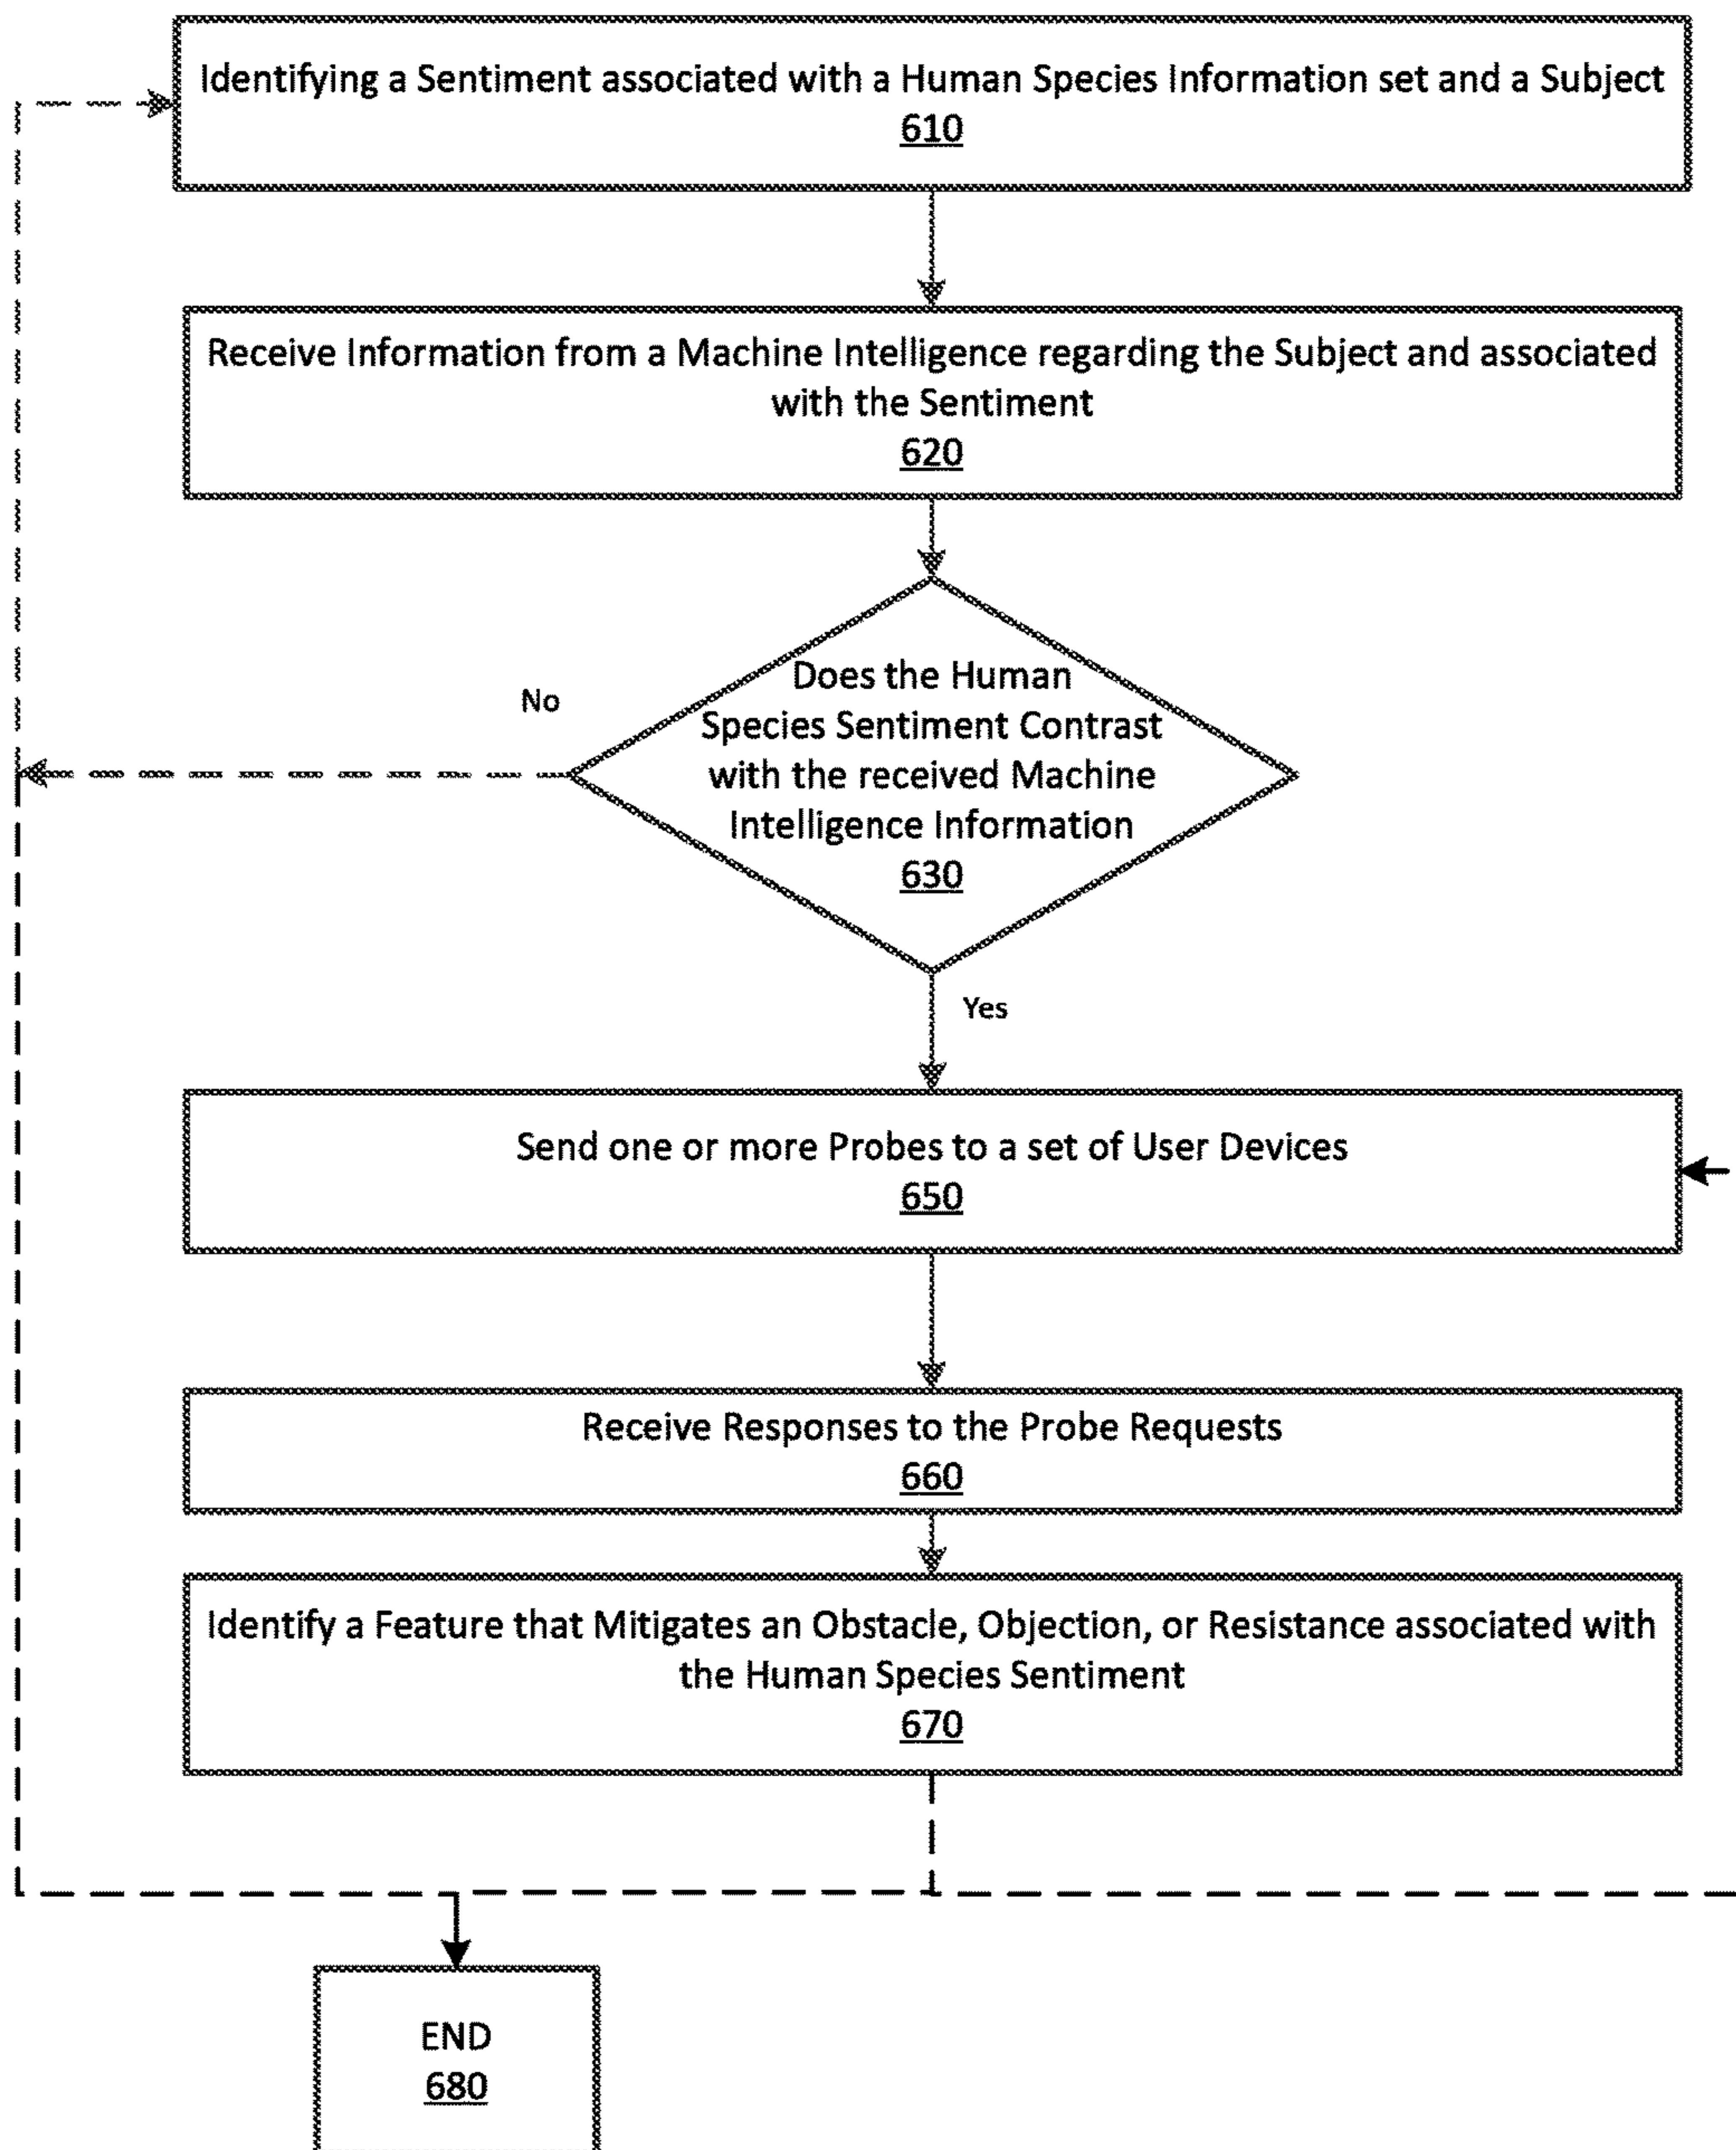 Identifying a Sentiment associated with a Human Species Information set and a Subject
610
Receive Information from a Machine Intelligence regarding the Subject and associated
with the Sentiment
620
Does the Human
Species Sentiment Contrast
with the received Machine
Intelligence Information
630
No
Yes
Send one or more Probes to a set of User Devices
650
Receive Responses to the Probe Requests
660
Identify a Feature that Mitigates an Obstacle, Objection, or Resistance associated with
the Human Species Sentiment
670
END
680